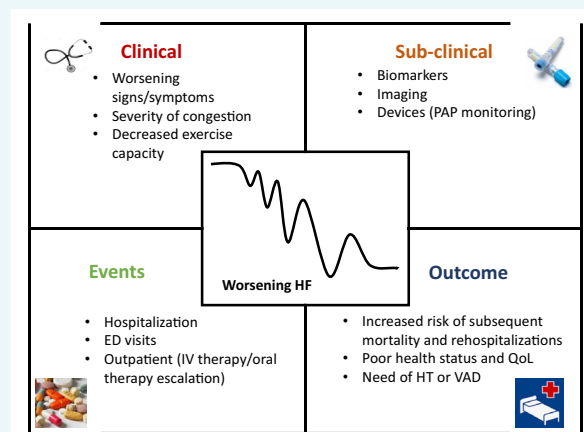 Clinical
• Worsening
signs/symptoms
• Severity of congestion
• Decreased exercise
capacity
Sub-clinical
• Biomarkers
• Imaging
• Devices (PAP monitoring)
Worsening HF
Events
• Hospitalization
• ED visits
• Outpatient (IV therapy/oral
therapy escalation)
Outcome
• Increased risk of subsequent
mortality and rehospitalizations
• Poor health status and QoL
• Need of HT or VAD